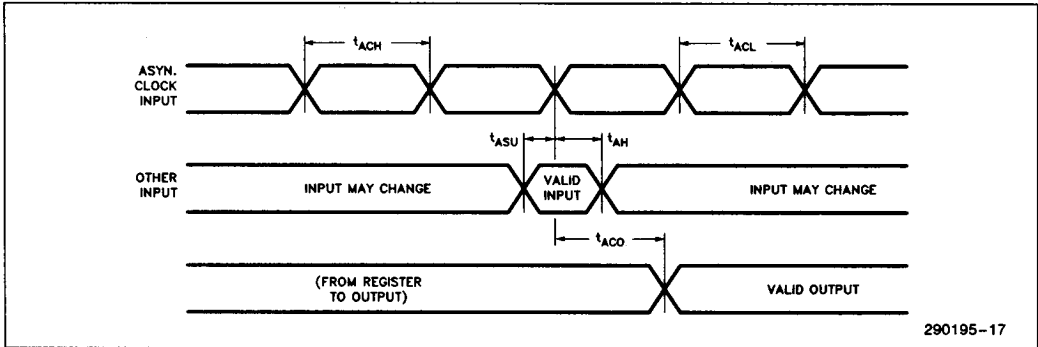 tACH
tACL
ASYN.
CLOCK
INPUT
tASU
tAH
OTHER
INPUT
INPUT MAY CHANGE
VALID
INPUT
INPUT MAY CHANGE
tACO
(FROM REGISTER
TO OUTPUT)
VALID OUTPUT
290195-17